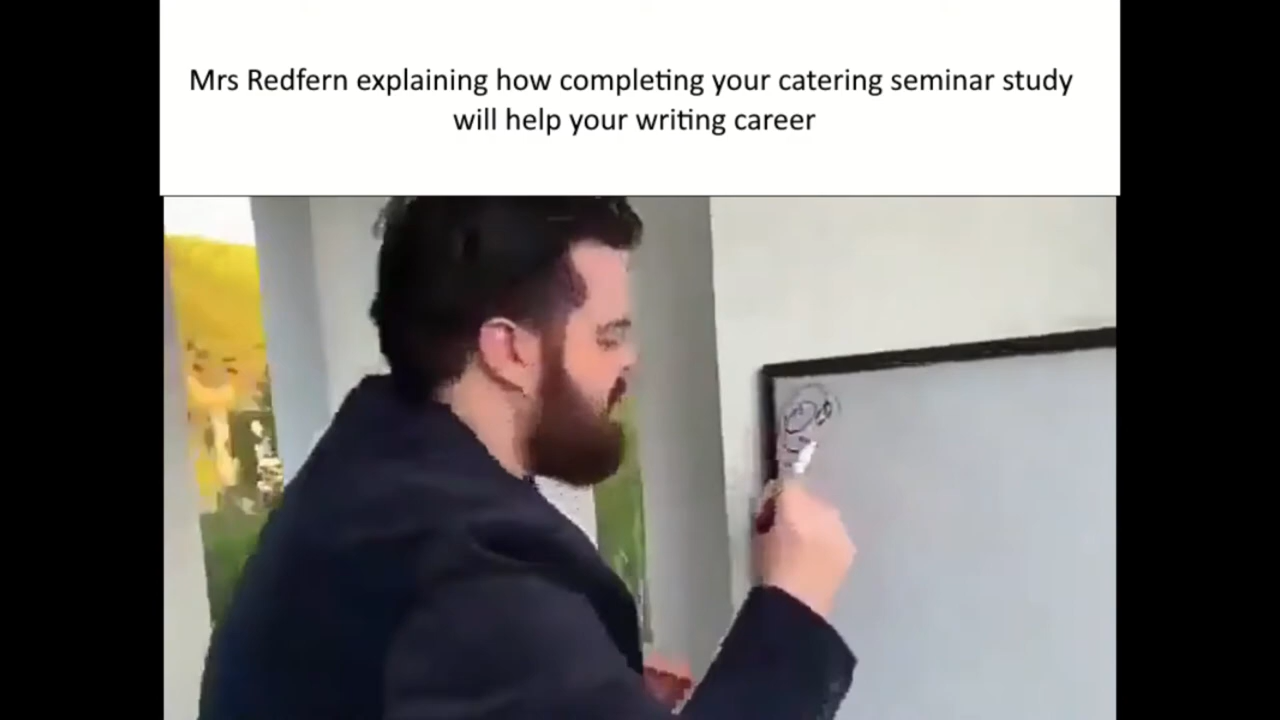 Mrs Redfern explaining how completing your catering seminar study
will help your writing career